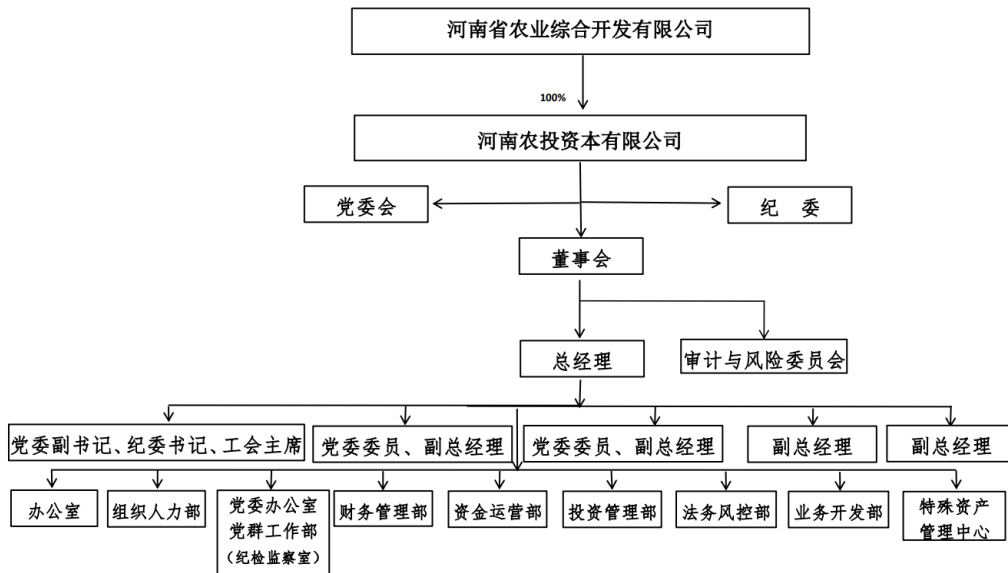 河南省农业综合开发有限公司
100%
河南农投资本有限公司
党委会
纪 委
董事会
总经理
审计与风险委员会
党委副书记、纪委书记、工会主席
党委委员、副总经理
党委委员、副总经理
副总经理
副总经理
办公室
组织人力部
党委办公室
党群工作部
（纪检监察室）
财务管理部
资金运营部
投资管理部
法务风控部
业务开发部
特殊资产
管理中心